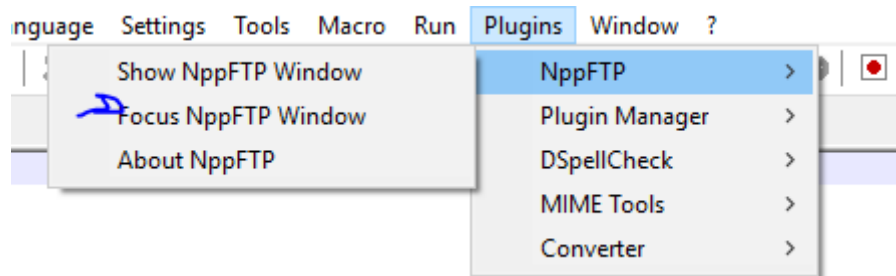 nguage Settings Tools Macro Run Plugins Window ?
Show NppFTP Window
Focus NppFTP Window
About NppFTP
NppFTP
Plugin Manager
DSpellCheck
MIME Tools
Converter